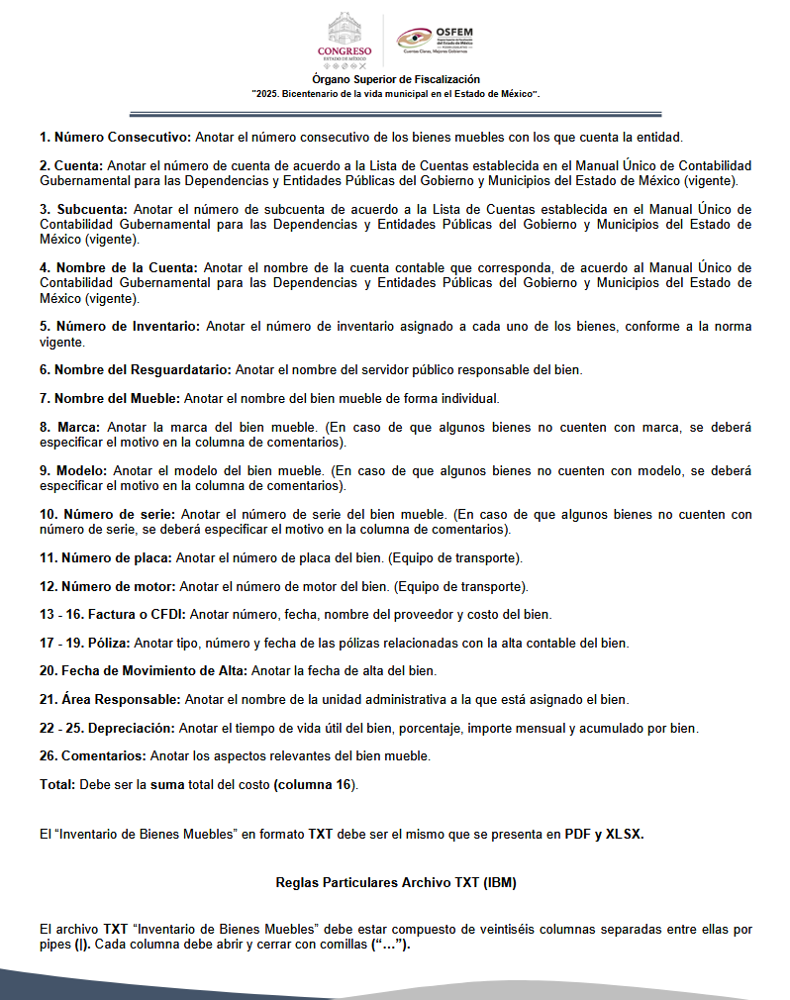 CONGRESO
ESTADO DE MÉXICO
OSFEM
Órgano Superior de Fiscalización
del Estado de México
PODER LEGISLATIVO
Cuentas Claras, Mejores Gobiernos
Órgano Superior de Fiscalización
"2025. Bicentenario de la vida municipal en el Estado de México".
1. Número Consecutivo: Anotar el número consecutivo de los bienes muebles con los que cuenta la entidad.
2. Cuenta: Anotar el número de cuenta de acuerdo a la Lista de Cuentas establecida en el Manual Único de Contabilidad
Gubernamental para las Dependencias y Entidades Públicas del Gobierno y Municipios del Estado de México (vigente).
3. Subcuenta: Anotar el número de subcuenta de acuerdo a la Lista de Cuentas establecida en el Manual Único de
Contabilidad Gubernamental para las Dependencias y Entidades Públicas del Gobierno y Municipios del Estado de
México (vigente).
4. Nombre de la Cuenta: Anotar el nombre de la cuenta contable que corresponda, de acuerdo al Manual Único de
Contabilidad Gubernamental para las Dependencias y Entidades Públicas del Gobierno y Municipios del Estado de
México (vigente).
5. Número de Inventario: Anotar el número de inventario asignado a cada uno de los bienes, conforme a la norma
vigente.
6. Nombre del Resguardatario: Anotar el nombre del servidor público responsable del bien.
7. Nombre del Mueble: Anotar el nombre del bien mueble de forma individual.
8. Marca: Anotar la marca del bien mueble. (En caso de que algunos bienes no cuenten con marca, se deberá
especificar el motivo en la columna de comentarios).
9. Modelo: Anotar el modelo del bien mueble. (En caso de que algunos bienes no cuenten con modelo, se deberá
especificar el motivo en la columna de comentarios).
10. Número de serie: Anotar el número de serie del bien mueble. (En caso de que algunos bienes no cuenten con
número de serie, se deberá especificar el motivo en la columna de comentarios).
11. Número de placa: Anotar el número de placa del bien. (Equipo de transporte).
12. Número de motor: Anotar el número de motor del bien. (Equipo de transporte).
13 - 16. Factura o CFDI: Anotar número, fecha, nombre del proveedor y costo del bien.
17 - 19. Póliza: Anotar tipo, número y fecha de las pólizas relacionadas con la alta contable del bien.
20. Fecha de Movimiento de Alta: Anotar la fecha de alta del bien.
21. Área Responsable: Anotar el nombre de la unidad administrativa a la que está asignado el bien.
22 - 25. Depreciación: Anotar el tiempo de vida útil del bien, porcentaje, importe mensual y acumulado por bien.
26. Comentarios: Anotar los aspectos relevantes del bien mueble.
Total: Debe ser la suma total del costo (columna 16).
El “Inventario de Bienes Muebles” en formato TXT debe ser el mismo que se presenta en PDF y XLSX.
Reglas Particulares Archivo TXT (IBM)
El archivo TXT “Inventario de Bienes Muebles” debe estar compuesto de veintiséis columnas separadas entre ellas por
pipes (|). Cada columna debe abrir y cerrar con comillas (“…”).